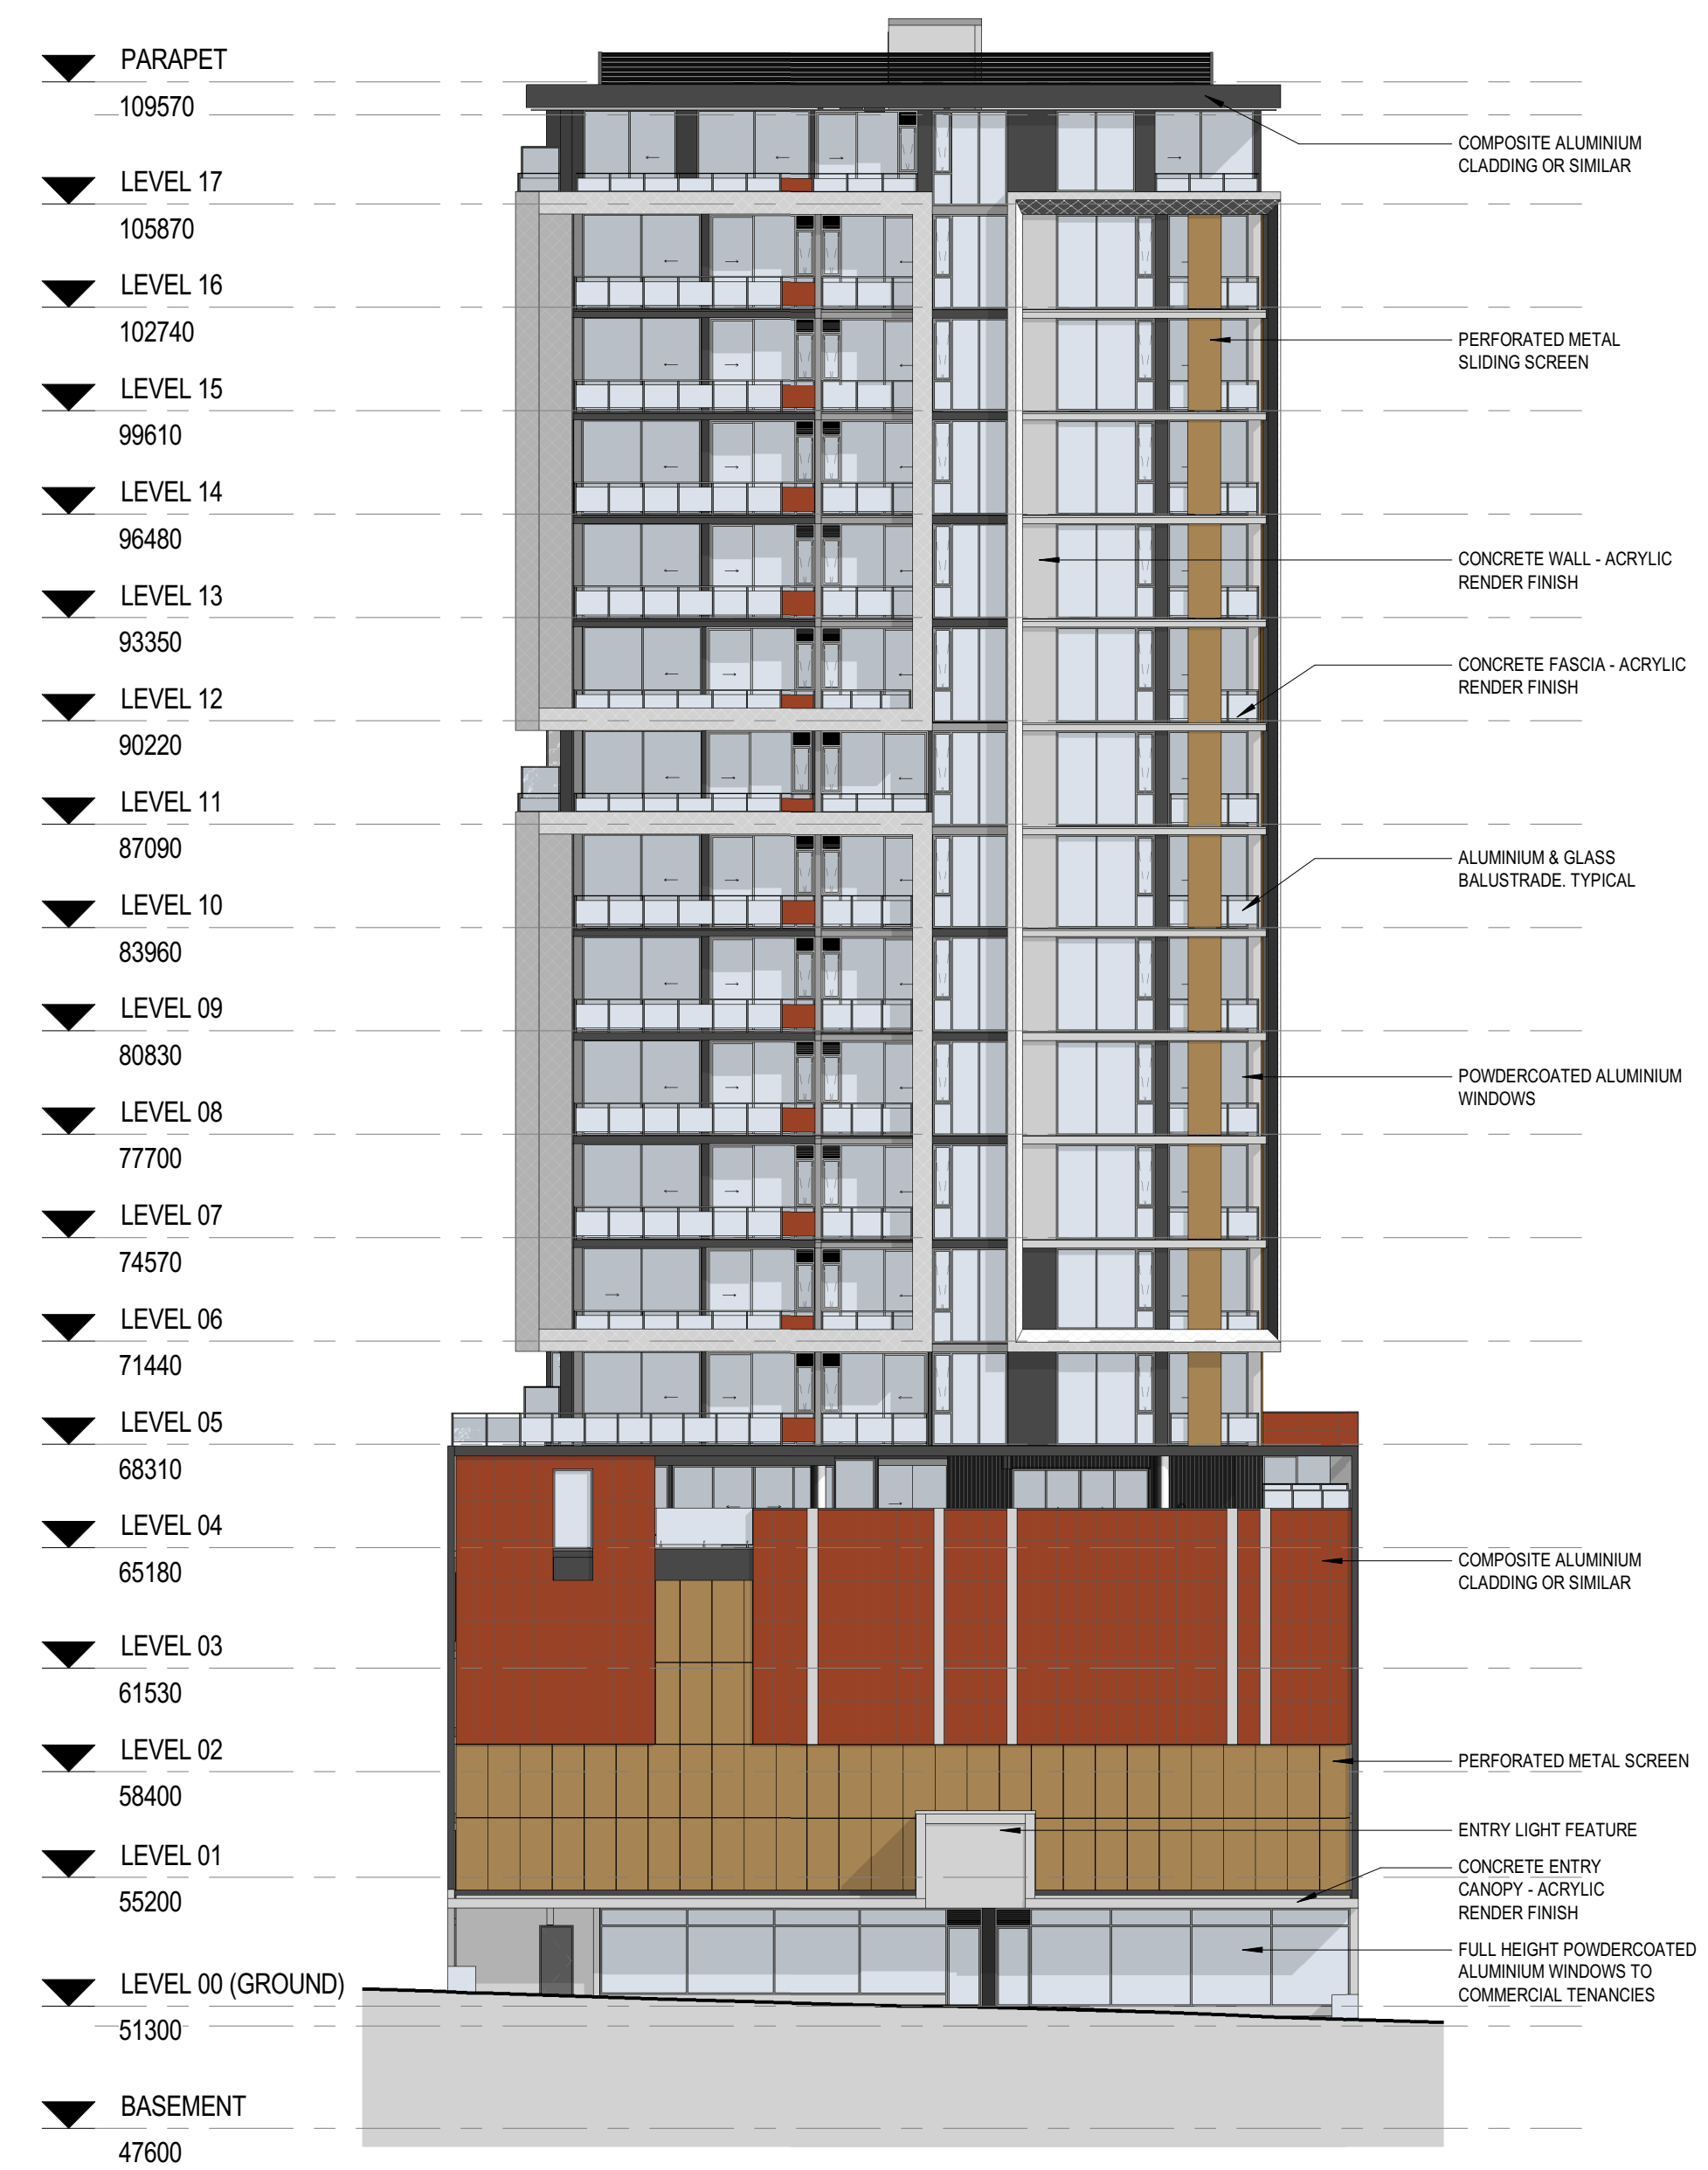 PARAPET
109570
LEVEL 17
105870
LEVEL 16
102740
LEVEL 15
99610
LEVEL 14
96480
LEVEL 13
93350
LEVEL 12
90220
LEVEL 11
87090
LEVEL 10
83960
LEVEL 09
80830
LEVEL 08
77700
LEVEL 07
74570
LEVEL 06
71440
LEVEL 05
68310
LEVEL 04
65180
LEVEL 03
61530
LEVEL 02
58400
LEVEL 01
55200
LEVEL 00 (GROUND)
51300
BASEMENT
47600
COMPOSITE ALUMINIUM
CLADDING OR SIMILAR
PERFORATED METAL
SLIDING SCREEN
CONCRETE WALL - ACRYLIC
RENDER FINISH
CONCRETE FASCIA - ACRYLIC
RENDER FINISH
ALUMINIUM & GLASS
BALUSTRADE. TYPICAL
POWDERCOATED ALUMINIUM
WINDOWS
COMPOSITE ALUMINIUM
CLADDING OR SIMILAR
PERFORATED METAL SCREEN
ENTRY LIGHT FEATURE
CONCRETE ENTRY
CANOPY - ACRYLIC
RENDER FINISH
FULL HEIGHT POWDERCOATED
ALUMINIUM WINDOWS TO
COMMERCIAL TENANCIES